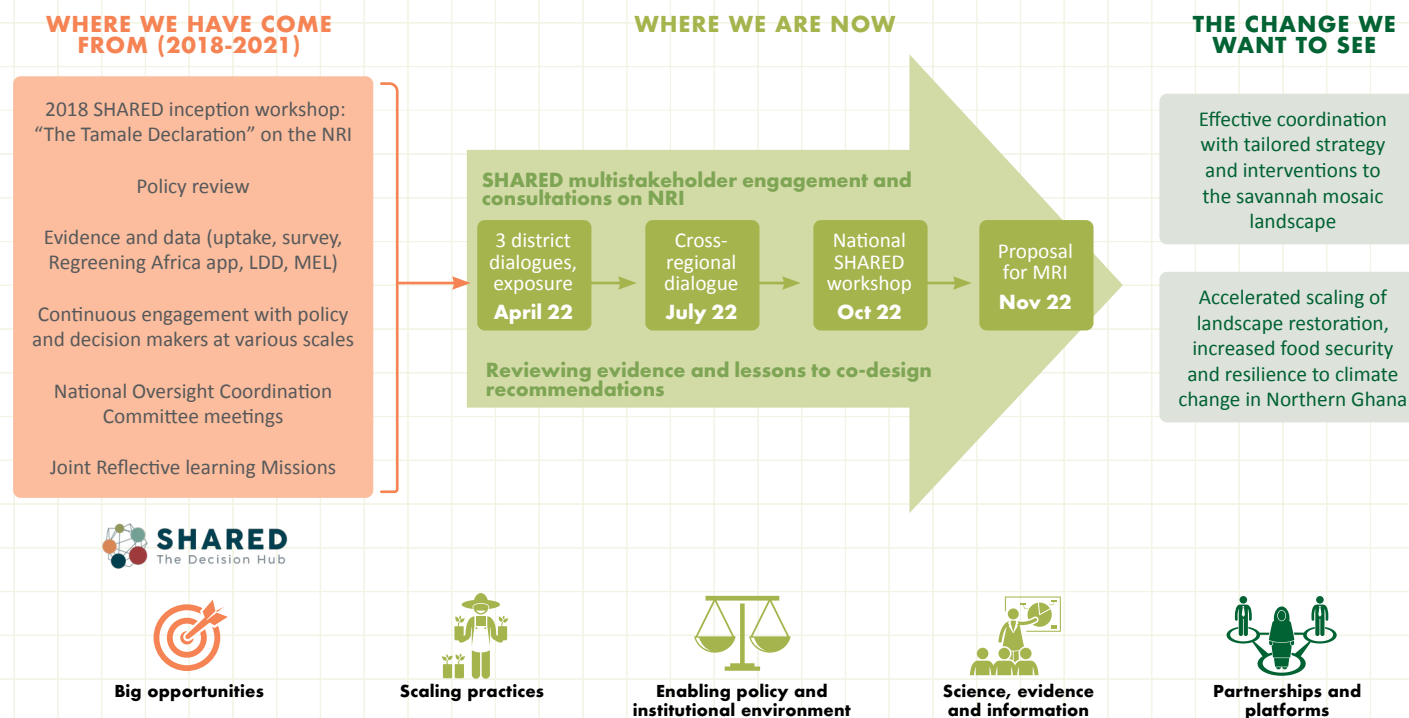 WHERE WE HAVE COME
FROM (2018-2021)
2018 SHARED inception workshop:
“The Tamale Declaration” on the NRI
Policy review
Evidence and data (uptake, survey,
Regreening Africa app, LDD, MEL)
Continuous engagement with policy
and decision makers at various scales
National Oversight Coordination
Committee meetings
Joint Reflective learning Missions
SHARED
The Decision Hub
WHERE WE ARE NOW
SHARED multistakeholder engagement and
consultations on NRI
3 district
dialogues,
exposure
April 22
Cross-
regional
dialogue
July 22
National
SHARED
workshop
Oct 22
Proposal
for MRI
Nov 22
Reviewing evidence and lessons to co-design
recommendations
THE CHANGE WE
WANT TO SEE
Effective coordination
with tailored strategy
and interventions to
the savannah mosaic
landscape
Accelerated scaling of
landscape restoration,
increased food security
and resilience to climate
change in Northern Ghana
Big opportunities
Scaling practices
Enabling policy and
institutional environment
Science, evidence
and information
Partnerships and
platforms